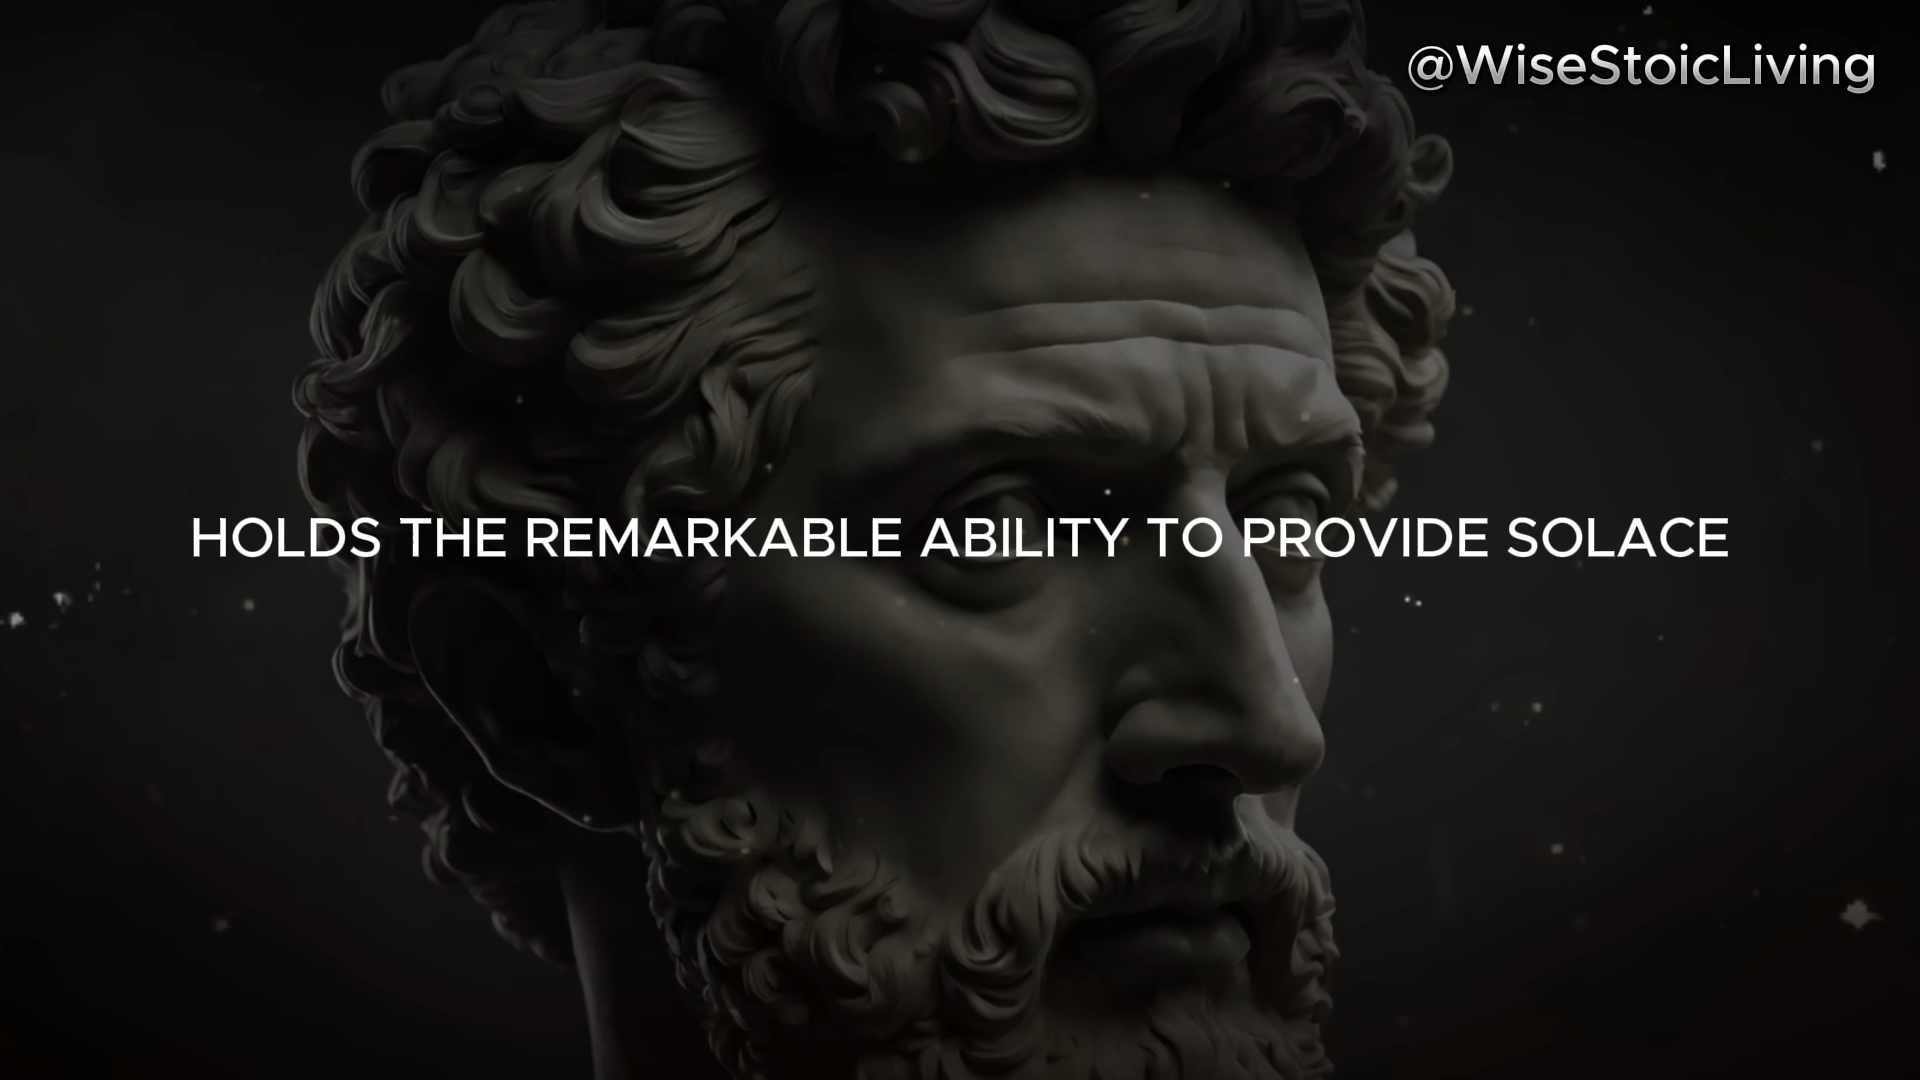 @WiseStoicLiving
HOLDS THE REMARKABLE ABILITY TO PROVIDE SOLACE